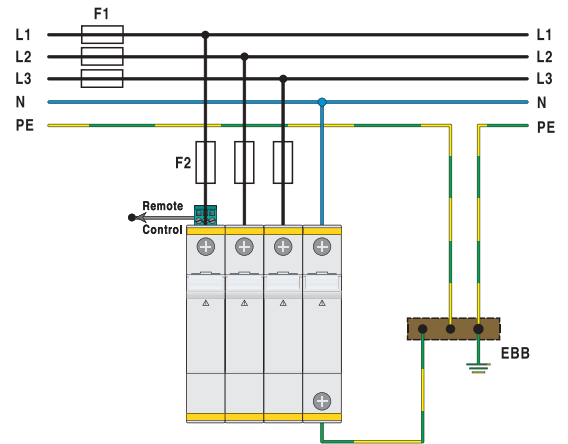 F1
L1 L1
L2 L2
L3 L3
N N
PE PE
F2
Remote
Control
EBB